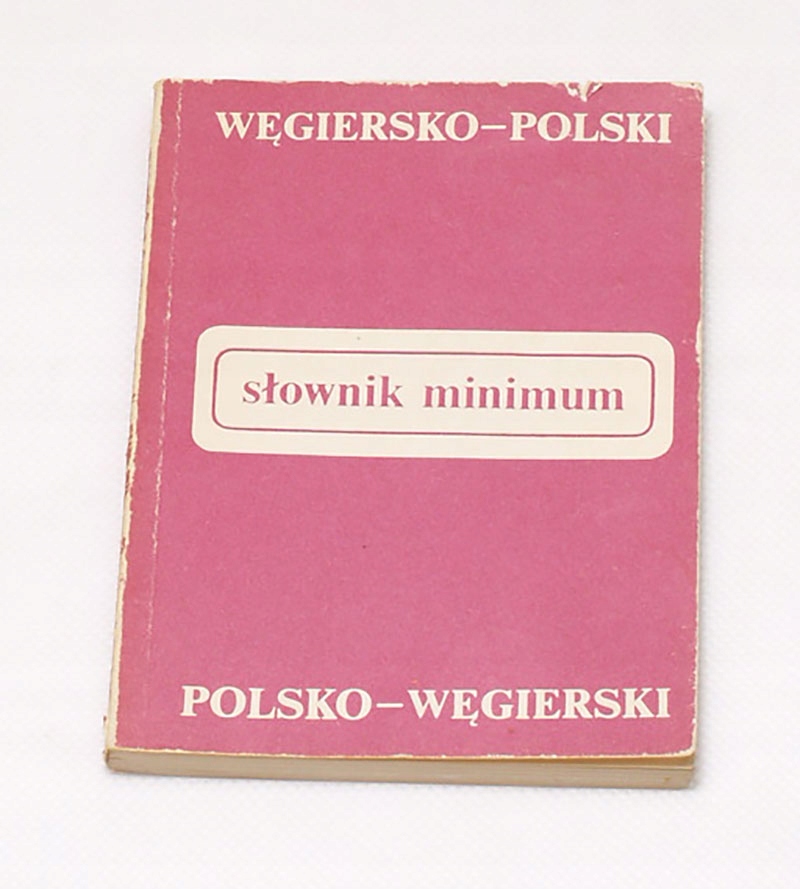 WĘGIERSKO–POLSKI
słownik minimum
POLSKO–WĘGIERSKI